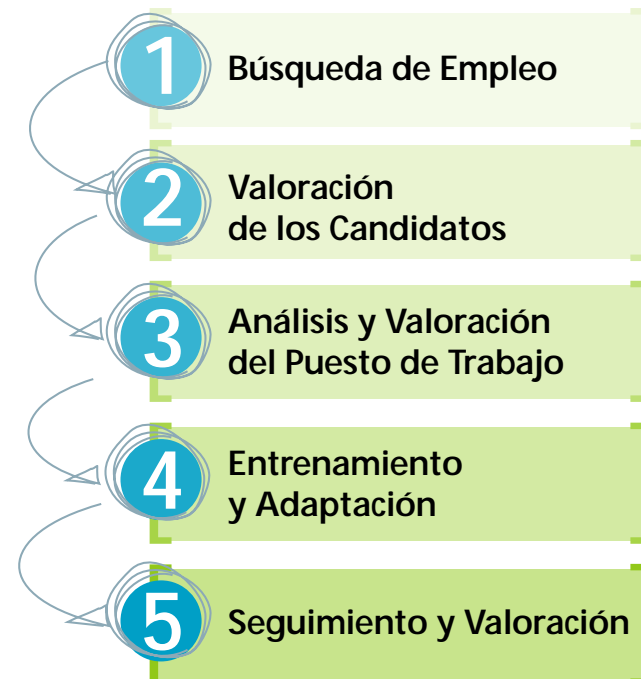 1
Búsqueda de Empleo
2
Valoración
de los Candidatos
3
Análisis y Valoración
del Puesto de Trabajo
4
Entrenamiento
y Adaptación
5
Seguimiento y Valoración